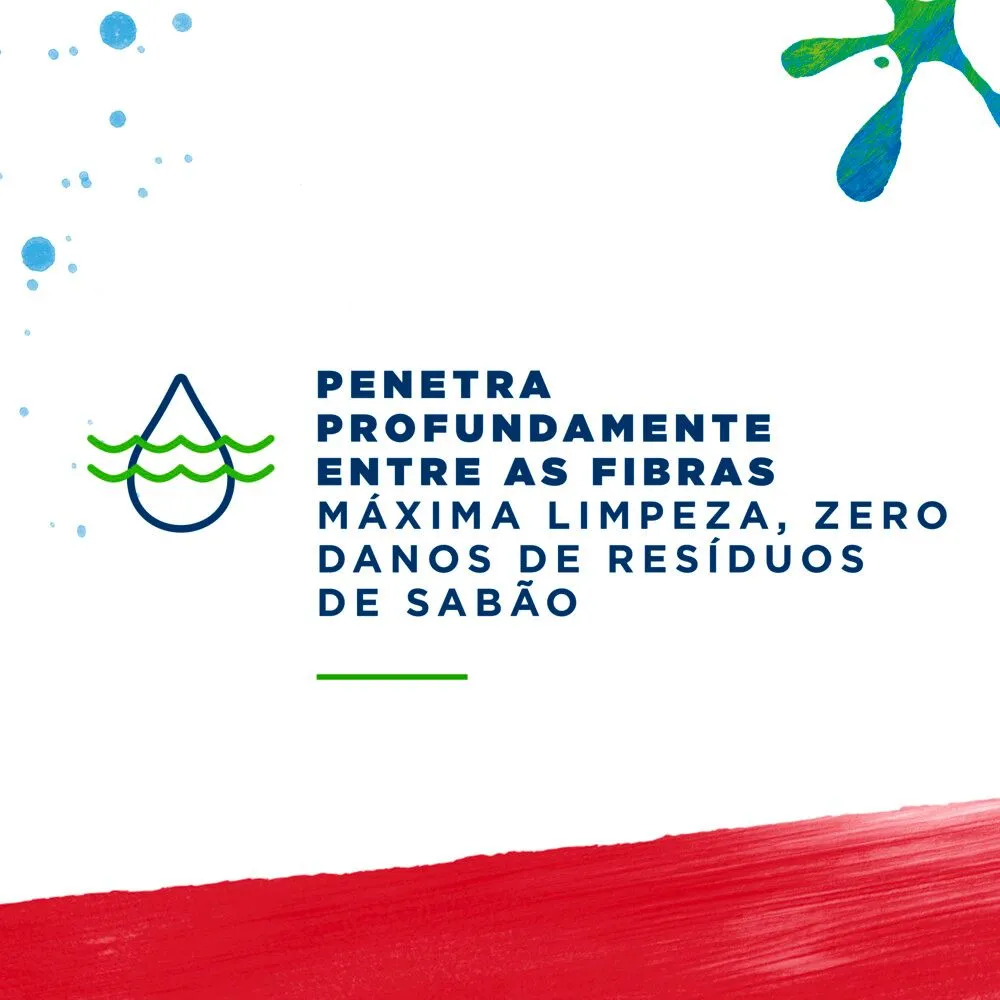 PENETRA
PROFUNDAMENTE
ENTRE AS FIBRAS
MÁXIMA LIMPEZA, ZERO
DANOS DE RESÍDUOS
DE SABÃO